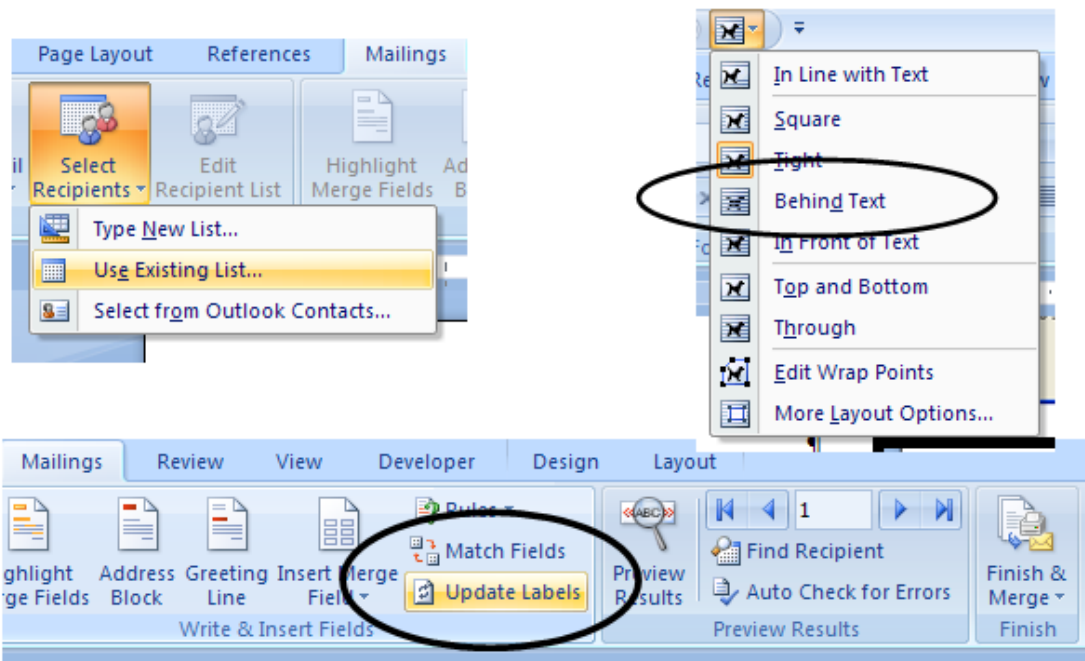 Page Layout References Mailings
Select Recipients
Edit Recipient List
Highlight Merge Fields
Type New List...
Use Existing List...
Select from Outlook Contacts...
In Line with Text
Square
Tight
Behind Text
In Front of Text
Top and Bottom
Through
Edit Wrap Points
More Layout Options...
Mailings Review View Developer Design Layout
Address Block
Greeting Line
Insert Merge Field
Rules
Match Fields
Update Labels
Write & Insert Fields
«ABC»
Preview Results
1
Find Recipient
Auto Check for Errors
Preview Results
Finish & Merge
Finish